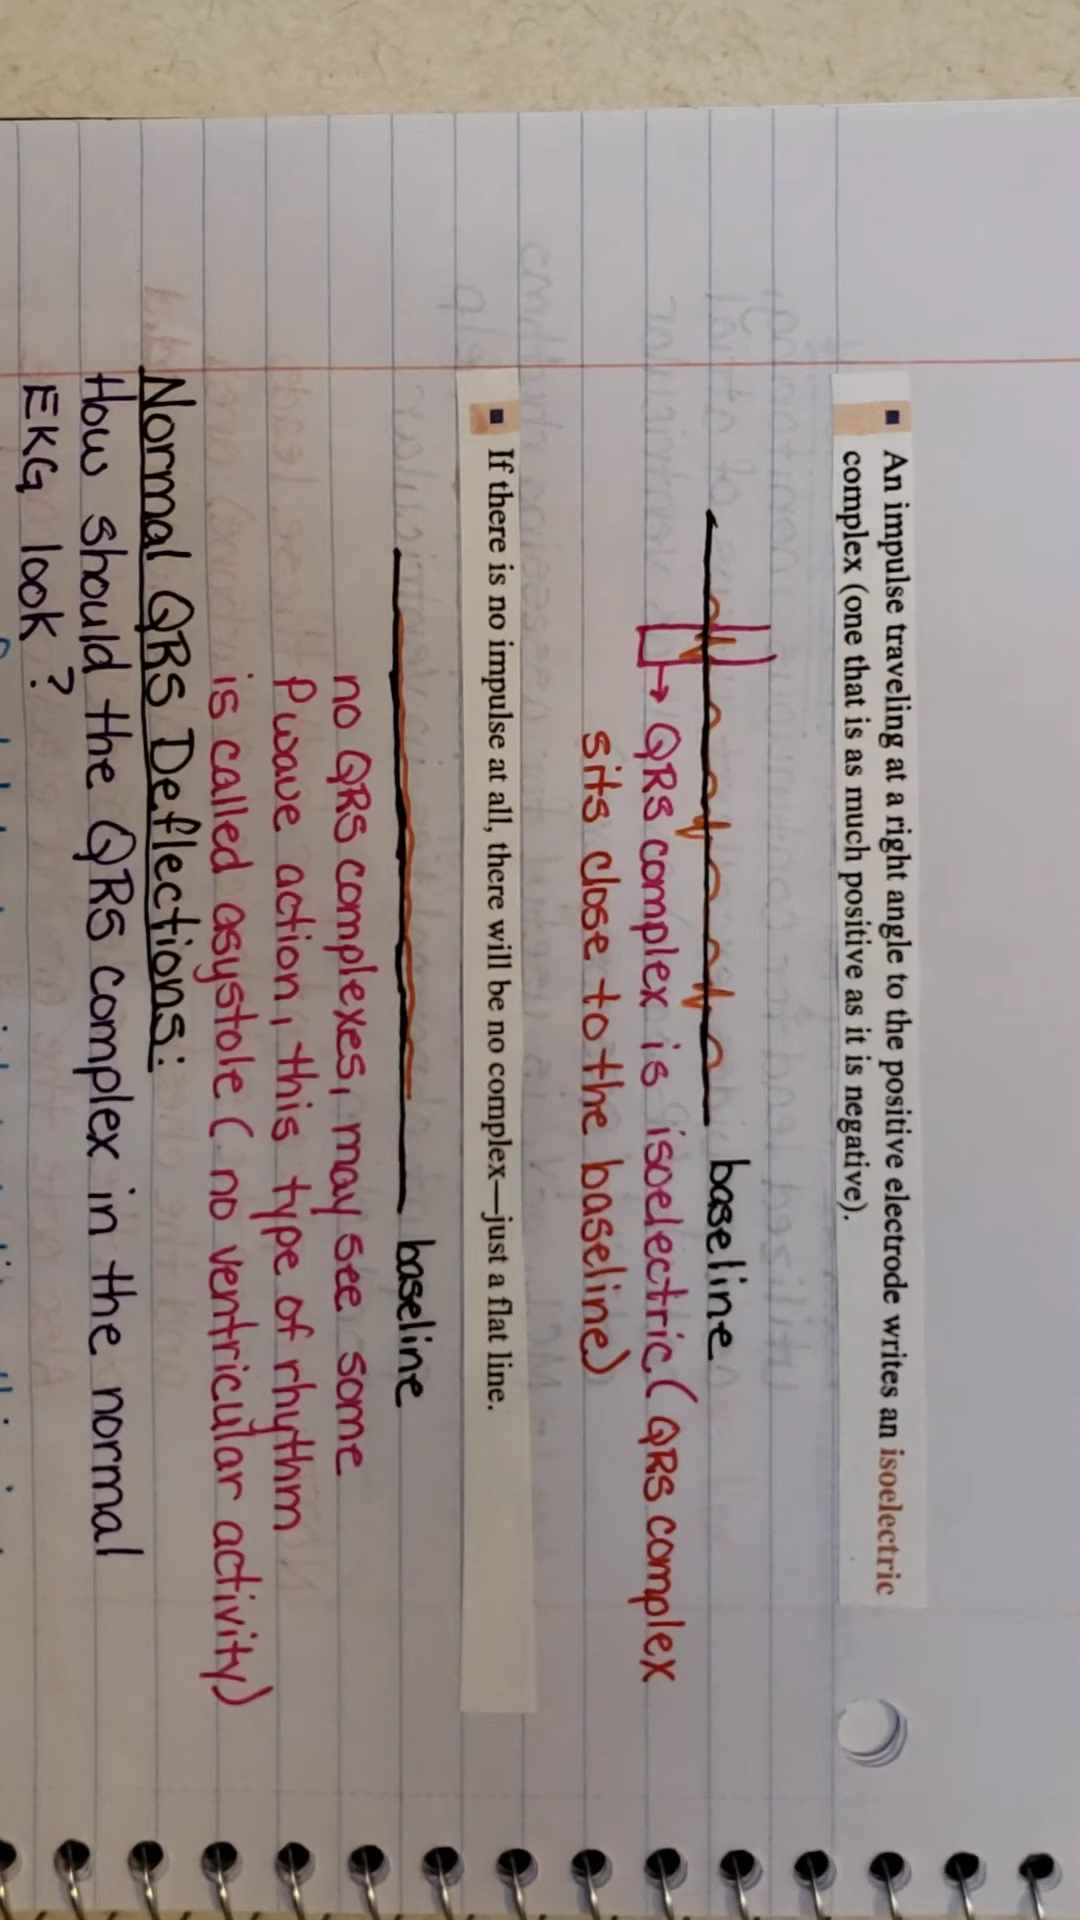 ▪ An impulse traveling at a right angle to the positive electrode writes an isoelectric
complex (one that is as much positive as it is negative).
baseline
QRS complex is isoelectric (QRS complex
sits close to the baseline)
▪ If there is no impulse at all, there will be no complex—just a flat line.
baseline
no QRS complexes, may see some
P wave action, this type of rhythm
is called asystole (no ventricular activity)
Normal QRS Deflections:
How should the QRS complex in the normal
EKG look?